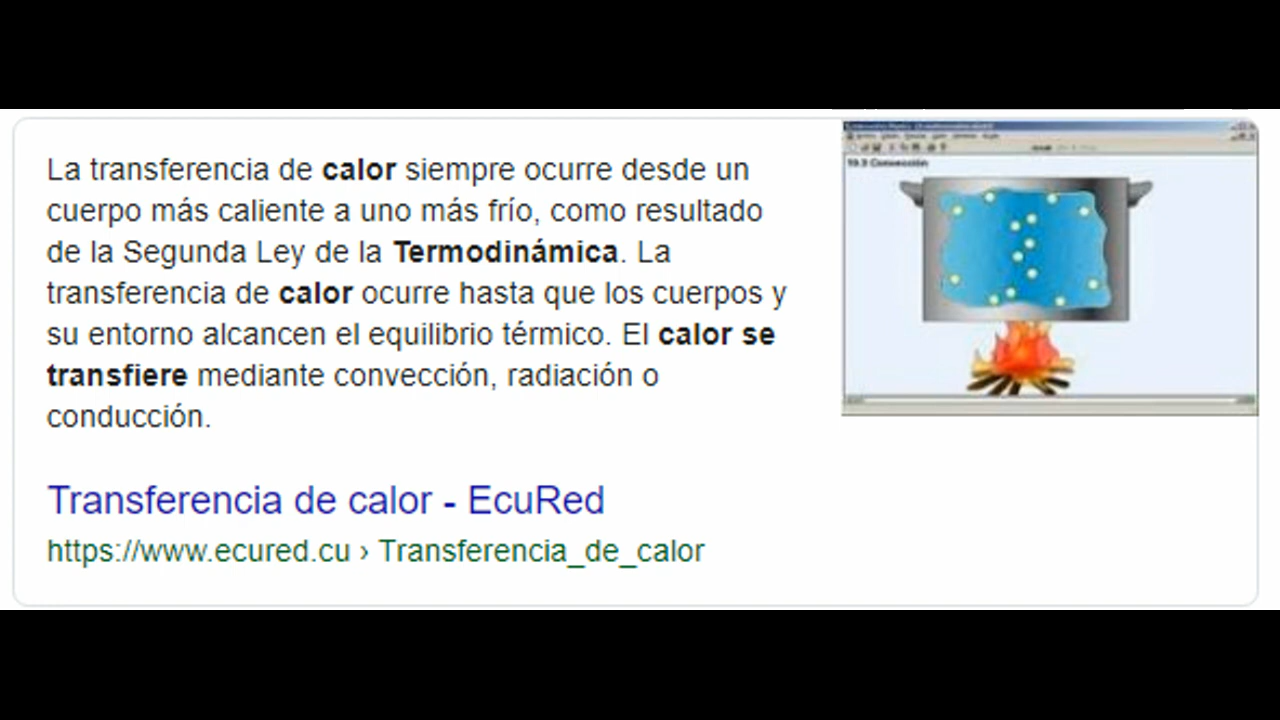 La transferencia de calor siempre ocurre desde un
cuerpo más caliente a uno más frío, como resultado
de la Segunda Ley de la Termodinámica. La
transferencia de calor ocurre hasta que los cuerpos y
su entorno alcancen el equilibrio térmico. El calor se
transfiere mediante convección, radiación o
conducción.
Transferencia de calor - EcuRed
https://www.ecured.cu › Transferencia_de_calor
Convección